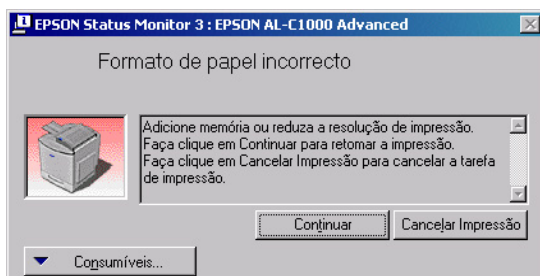 EPSON Status Monitor 3 : EPSON AL-C1000 Advanced
Formato de papel incorrecto
Adicione memória ou reduza a resolução de impressão.
Faça clique em Continuar para retomar a impressão.
Faça clique em Cancelar Impressão para cancelar a tarefa
de impressão.
Continuar Cancelar Impressão
Consumíveis...